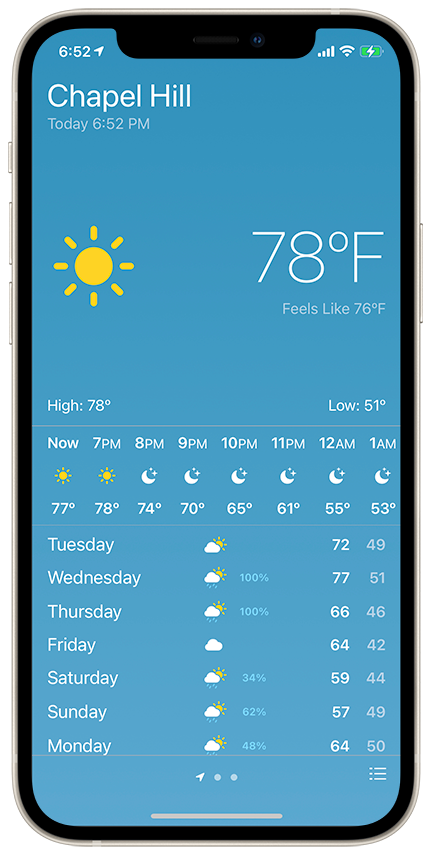 6:52
Chapel Hill
Today 6:52 PM
78°F
Feels Like 76°F
High: 78° Low: 51°
Now 7PM 8PM 9PM 10PM 11PM 12AM 1AM
77° 78° 74° 70° 65° 61° 55° 53°
Tuesday 72 49
Wednesday 100% 77 51
Thursday 100% 66 46
Friday 64 42
Saturday 34% 59 44
Sunday 62% 57 49
Monday 48% 64 50